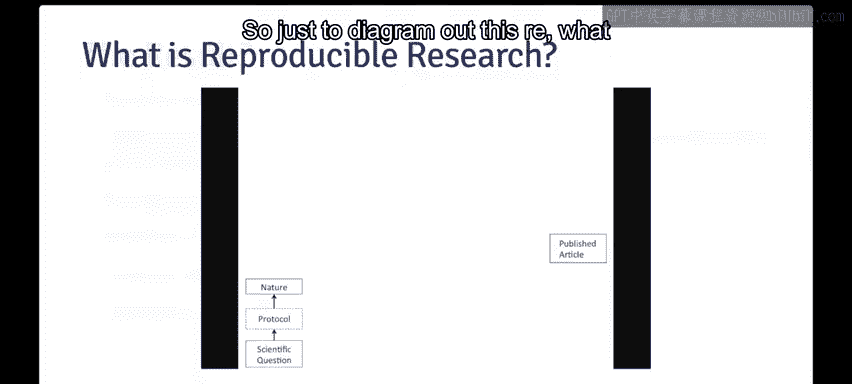 So just to diagram out this re, what
What is Reproducible Research?
Published
Article
Nature
Protocol
Scientific
Question